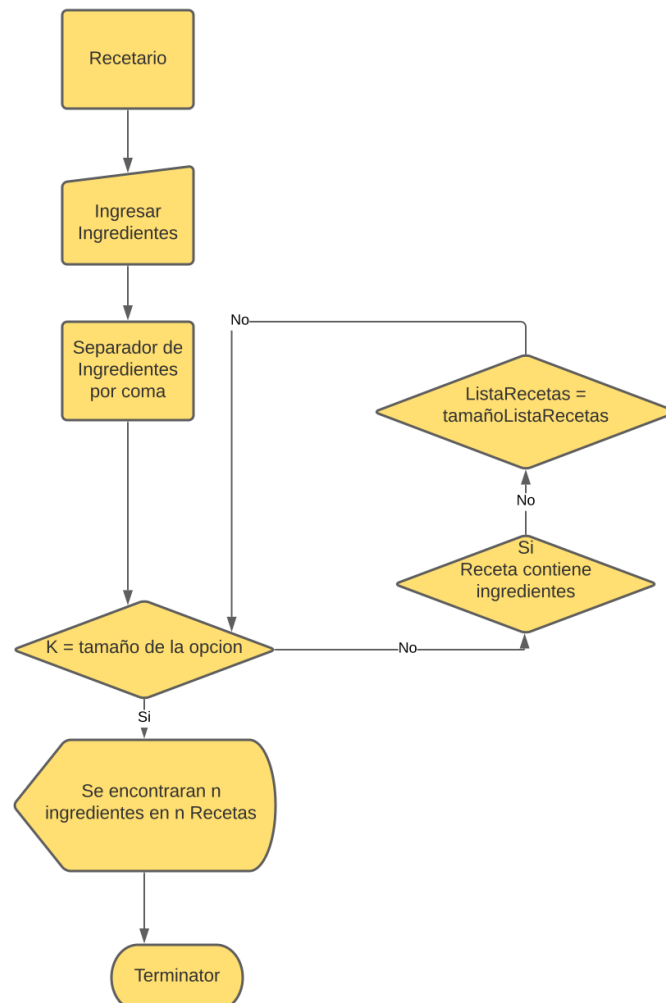 Recetario
Ingresar
Ingredientes
Separador de
Ingredientes
por coma
No
ListaRecetas =
tamañoListaRecetas
No
Si
Receta contiene
ingredientes
K = tamaño de la opcion
No
Si
Se encontraran n
ingredientes en n Recetas
Terminator